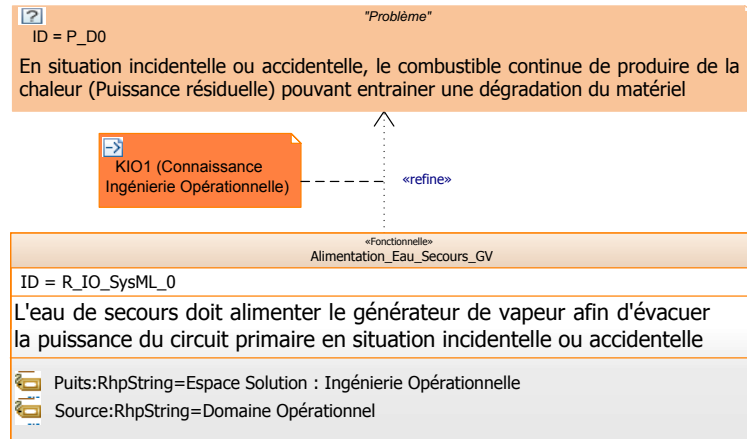 "Problème"
ID = P_D0
En situation incidentelle ou accidentelle, le combustible continue de produire de la
chaleur (Puissance résiduelle) pouvant entrainer une dégradation du matériel
KIO1 (Connaissance
Ingénierie Opérationnelle)
«refine»
«Fonctionnelle»
Alimentation_Eau_Secours_GV
ID = R_IO_SysML_0
L'eau de secours doit alimenter le générateur de vapeur afin d'évacuer
la puissance du circuit primaire en situation incidentelle ou accidentelle
Puits:RhpString=Espace Solution : Ingénierie Opérationnelle
Source:RhpString=Domaine Opérationnel